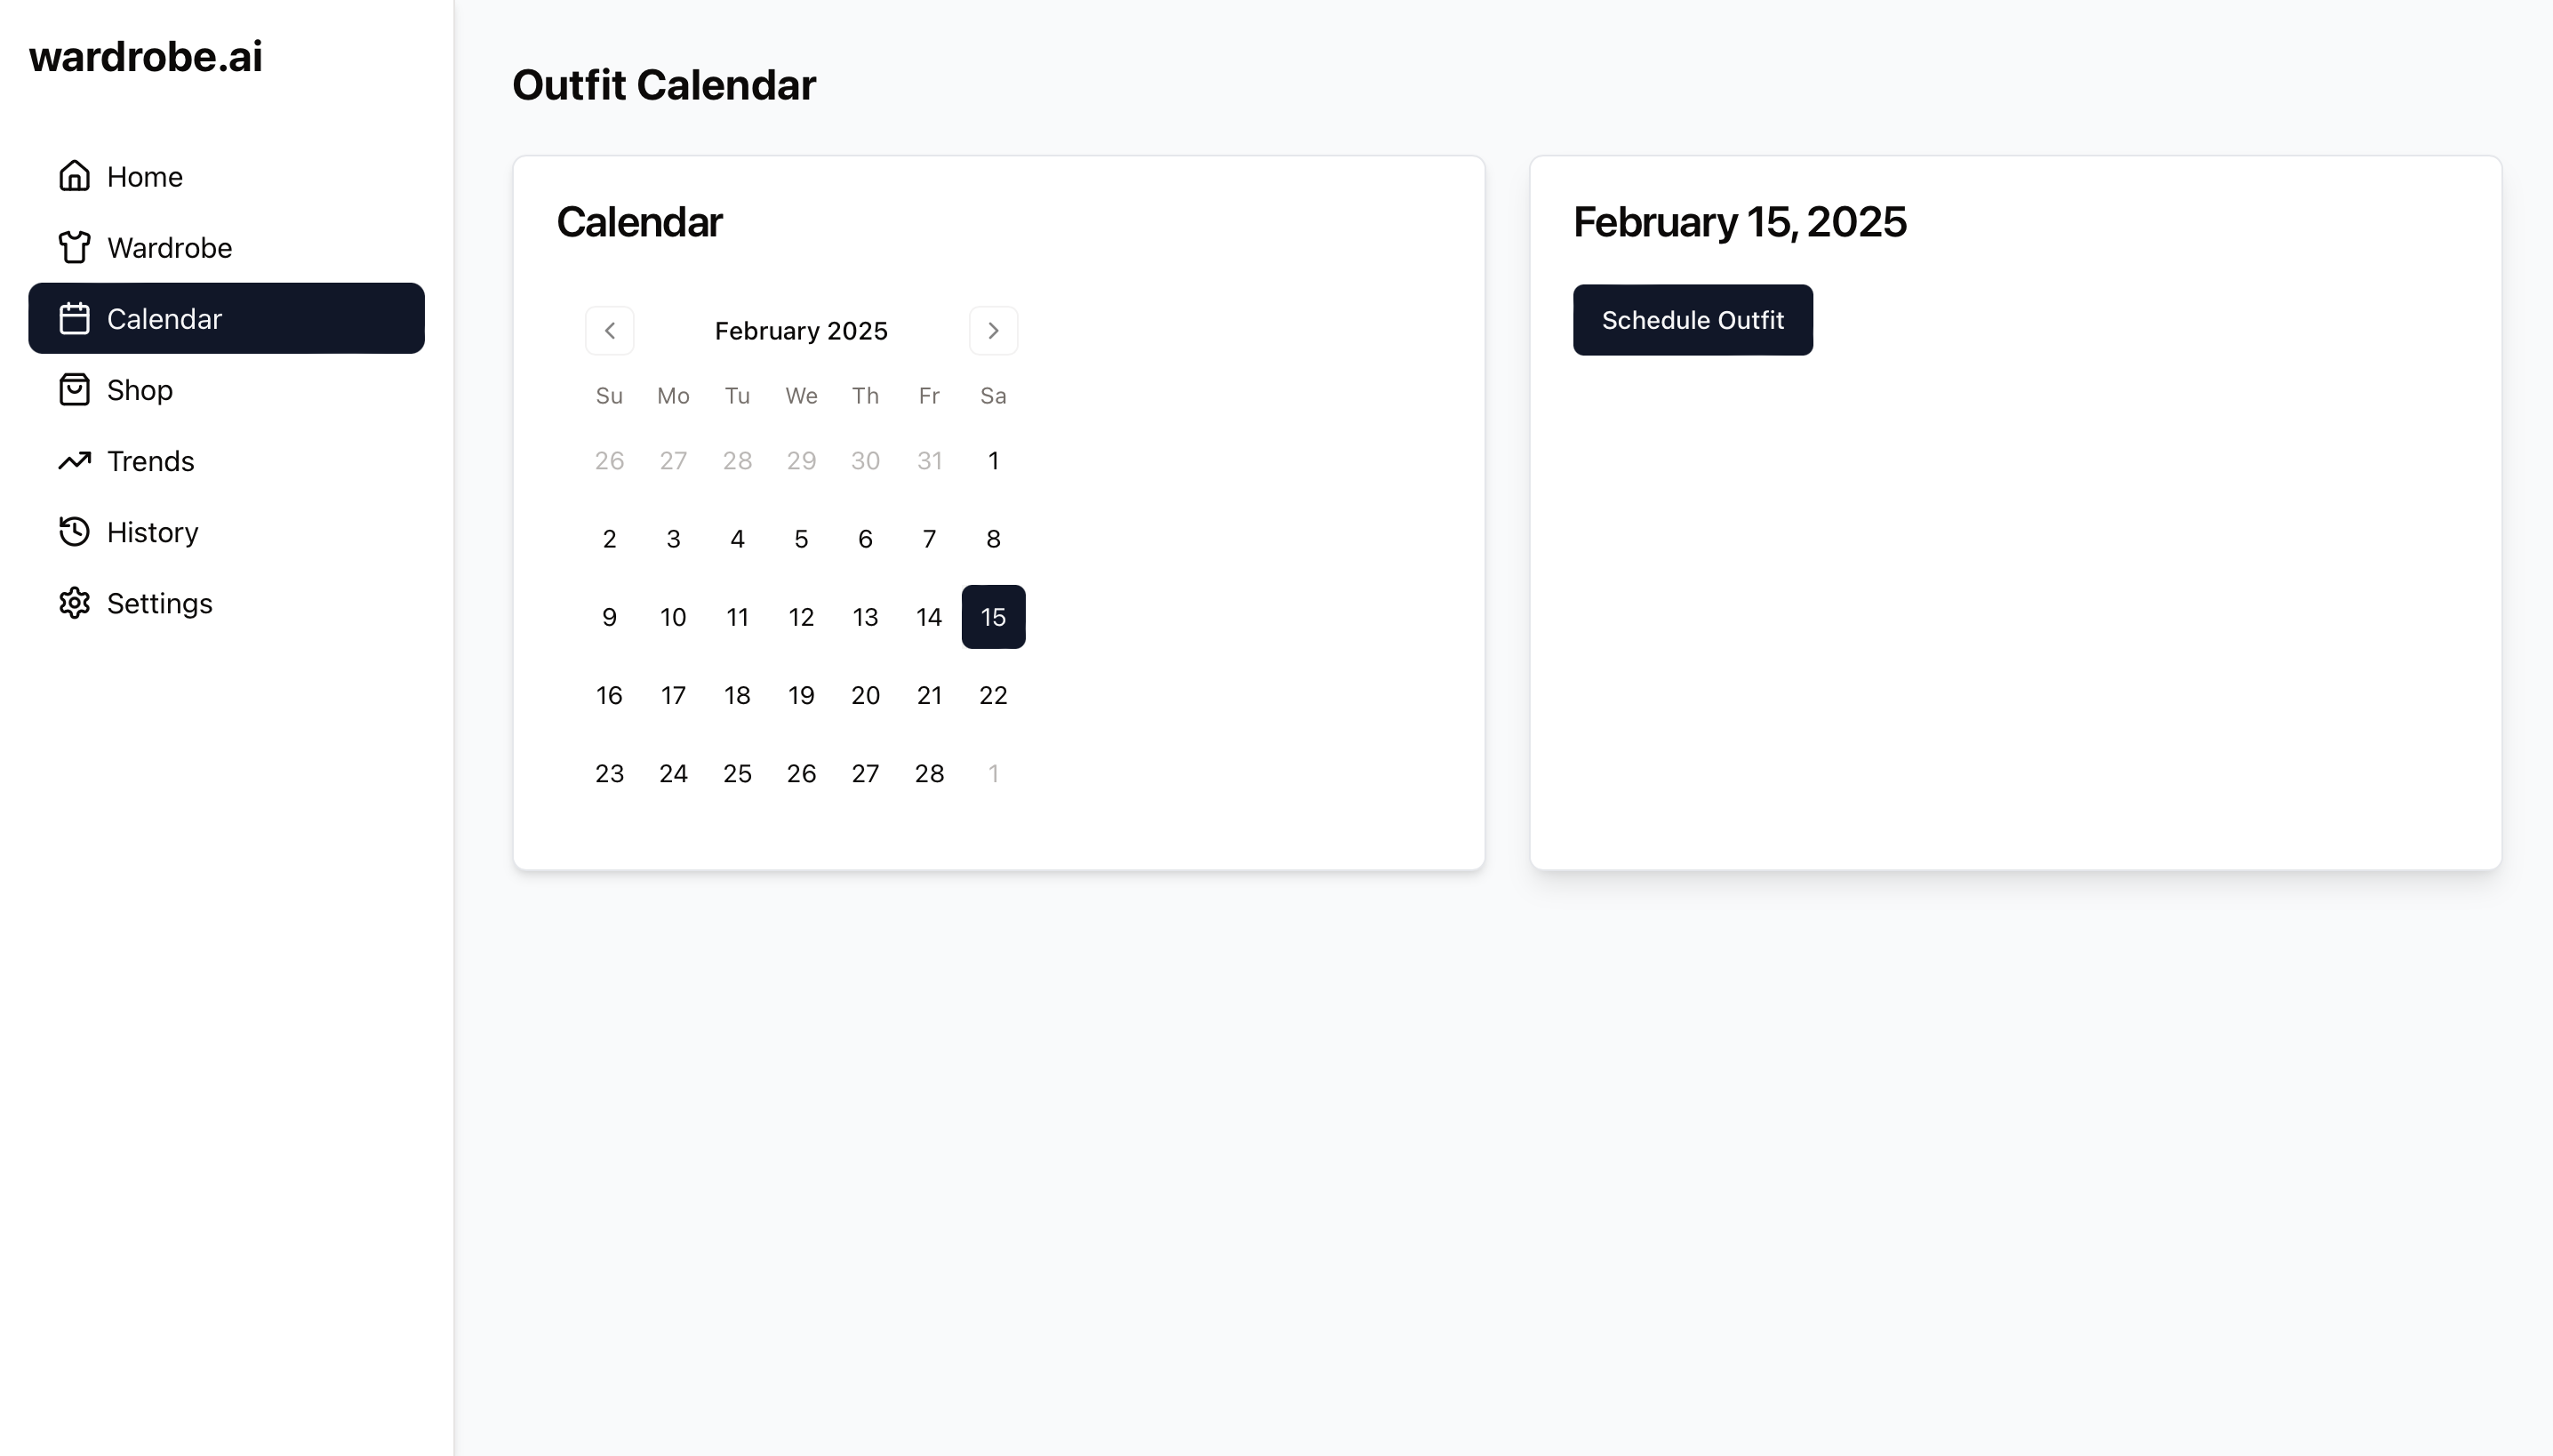 wardrobe.ai
Home
Wardrobe
Calendar
Shop
Trends
History
Settings
Outfit Calendar
Calendar
February 2025
Su Mo Tu We Th Fr Sa
26 27 28 29 30 31 1
2 3 4 5 6 7 8
9 10 11 12 13 14 15
16 17 18 19 20 21 22
23 24 25 26 27 28 1
February 15, 2025
Schedule Outfit